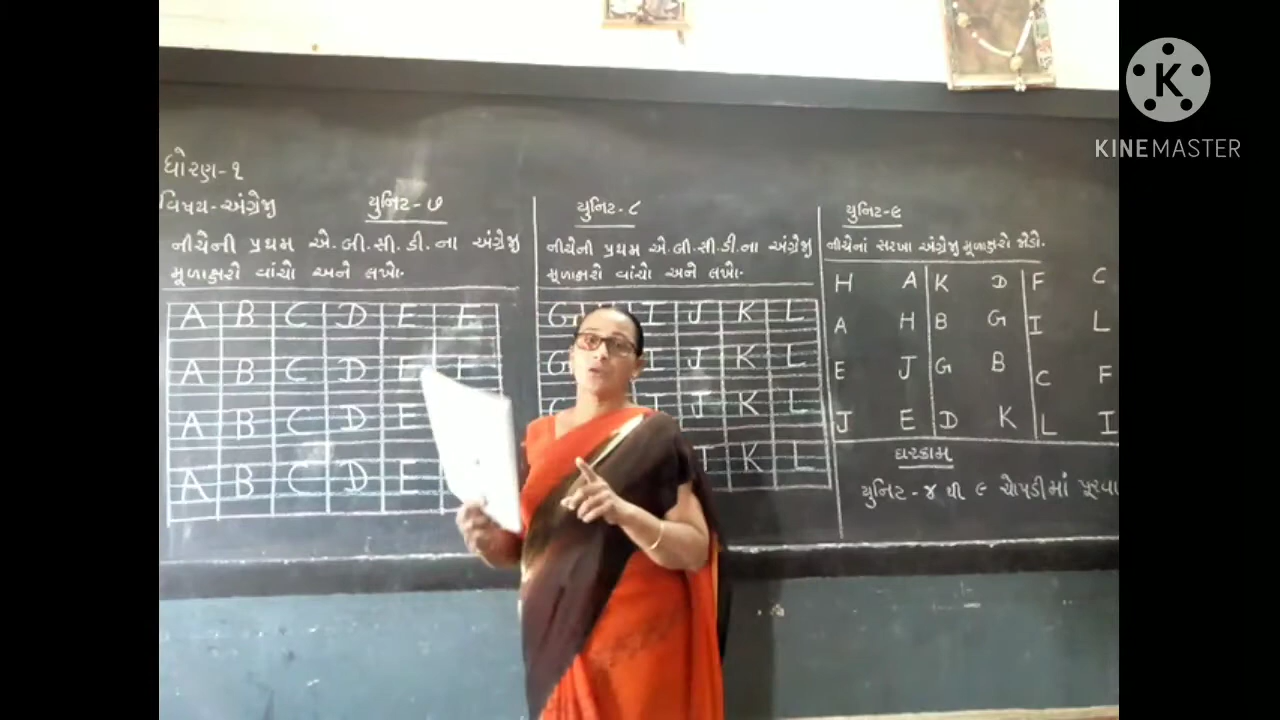 ધોરણ-૧
વિષય-અંગ્રેજી
યુનિટ-૭
નીચેની પ્રથમ એ.બી.સી.ડી.ના અંગ્રેજી
મૂળાક્ષરો વાંચો અને લખો.
A B C D E F
A B C D E F
A B C D E
A B C D E
યુનિટ-૮
નીચેની પ્રથમ એ.બી.સી.ડી.ના અંગ્રેજી
મૂળાક્ષરો વાંચો અને લખો.
G I J K L
G I J K L
G J K L
J K L
યુનિટ-૯
નીચેનાં સરખા અંગ્રેજી મૂળાક્ષરો જોડો.
H A K D F C
A H B G I L
E J G B C F
J E D K L I
ઘરકામ
યુનિટ-૪ થી ૯ ચોપડીમાં પૂરવા
K
KINEMASTER